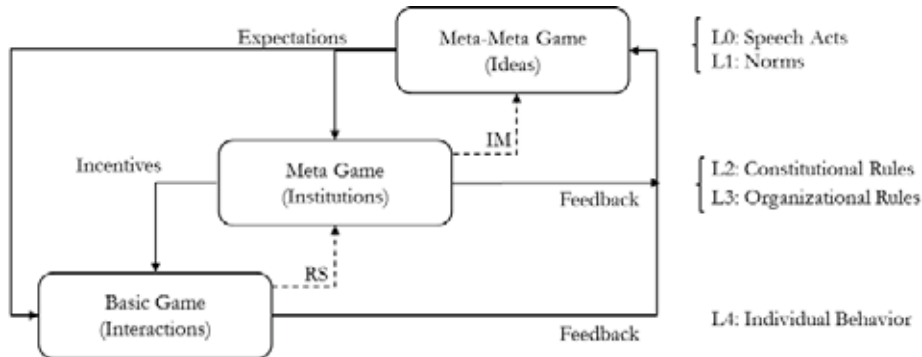 Expectations
Meta-Meta Game
(Ideas)
L0: Speech Acts
L1: Norms
IM
Incentives
Meta Game
(Institutions)
Feedback
L2: Constitutional Rules
L3: Organizational Rules
RS
Basic Game
(Interactions)
Feedback
L4: Individual Behavior